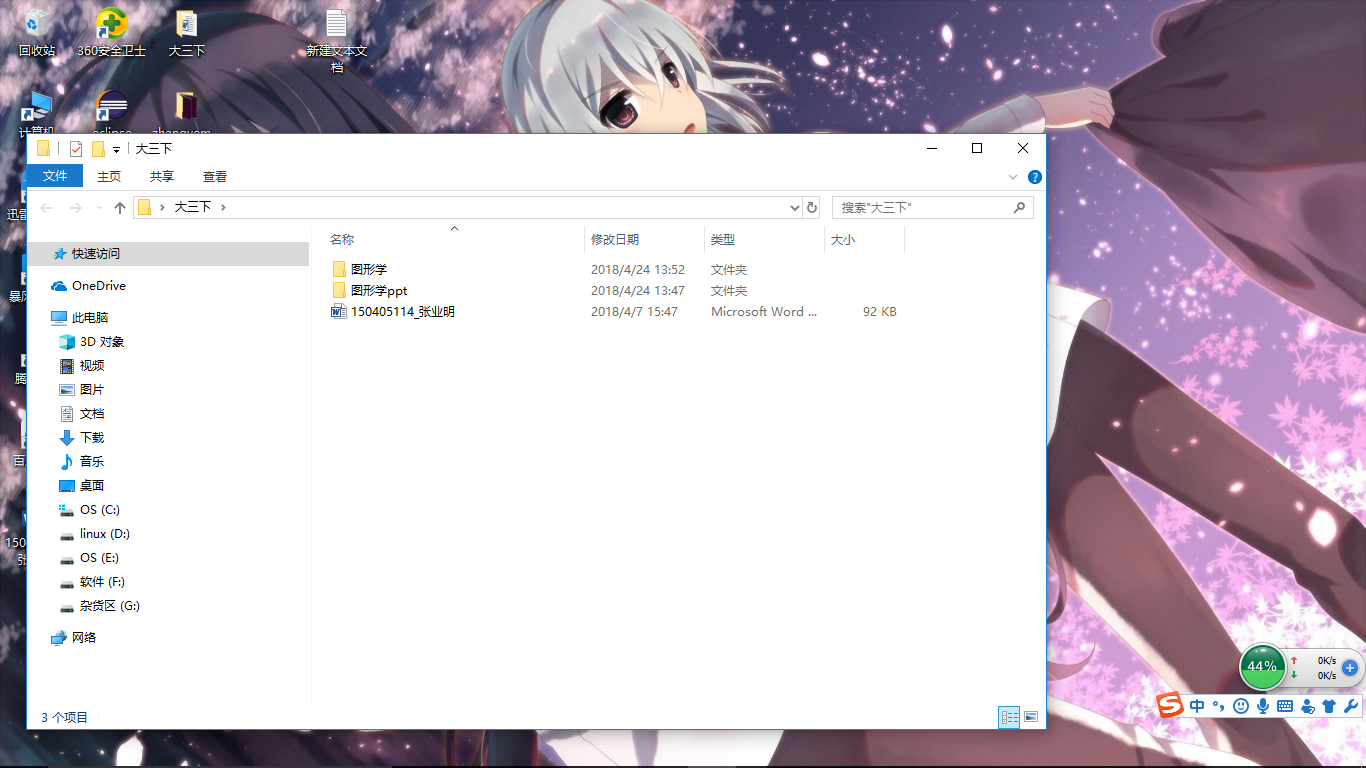 回收站
360安全卫士
大三下
新建文本文
档
计算机
eclipse
zhangyem
大三下
文件
主页
共享
查看
大三下
搜索"大三下"
名称
修改日期
类型
大小
图形学
2018/4/24 13:52
文件夹
图形学ppt
2018/4/24 13:47
文件夹
150405114_张业明
2018/4/7 15:47
Microsoft Word ...
92 KB
快速访问
OneDrive
此电脑
3D 对象
视频
图片
文档
下载
音乐
桌面
OS (C:)
linux (D:)
OS (E:)
软件 (F:)
杂货区 (G:)
网络
迅雷
暴风
腾
百
150
张
44%
0K/s
0K/s
中
3 个项目